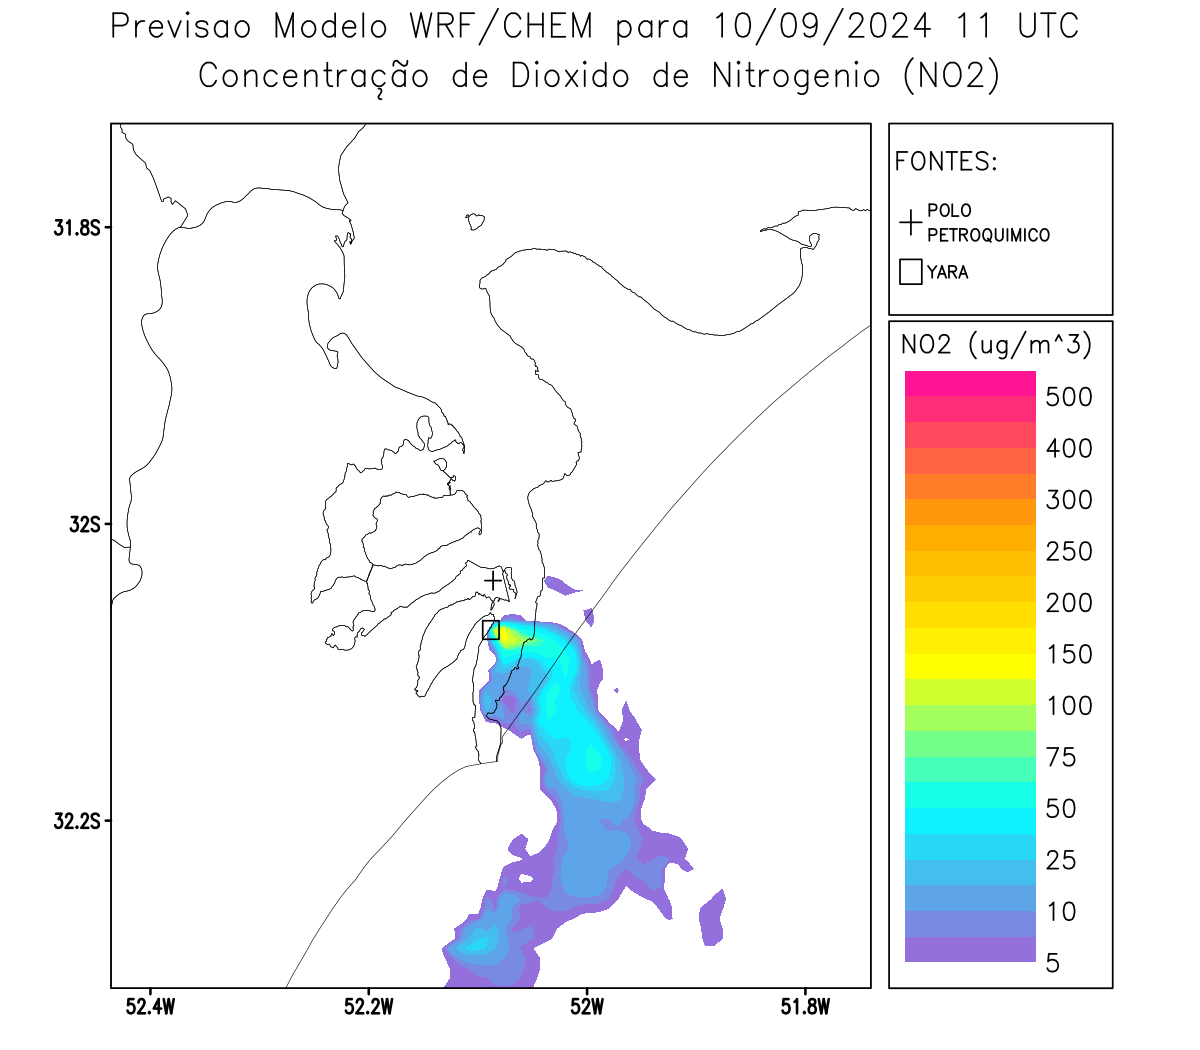 Previsao Modelo WRF/CHEM para 10/09/2024 11 UTC
Concentração de Dioxido de Nitrogenio (NO2)
FONTES:
POLO
PETROQUIMICO
YARA
NO2 (ug/m^3)
500
400
300
250
200
150
100
75
50
25
10
5
31.8S
32S
32.2S
52.4W
52.2W
52W
51.8W